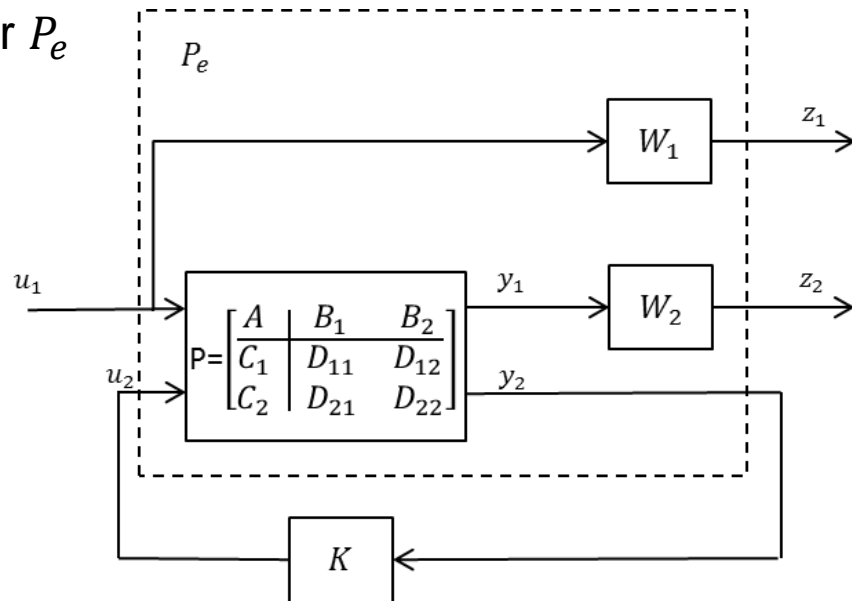 r P_e
P_e
W_1
z_1
u_1
y_1
W_2
z_2
P= [ A | B_1 B_2
C_1 | D_11 D_12
C_2 | D_21 D_22 ]
u_2
y_2
K